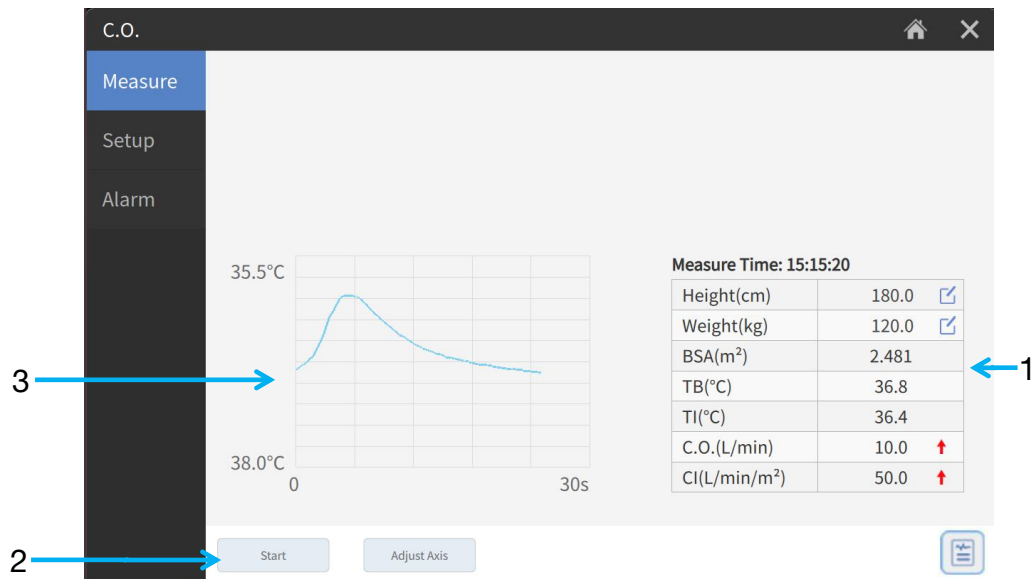 C.O.
Measure
Setup
Alarm
35.5°C
38.0°C
0 30s
Measure Time: 15:15:20
Height(cm) 180.0
Weight(kg) 120.0
BSA(m²) 2.481
TB(°C) 36.8
TI(°C) 36.4
C.O.(L/min) 10.0
CI(L/min/m²) 50.0
1
3
2
Start Adjust Axis